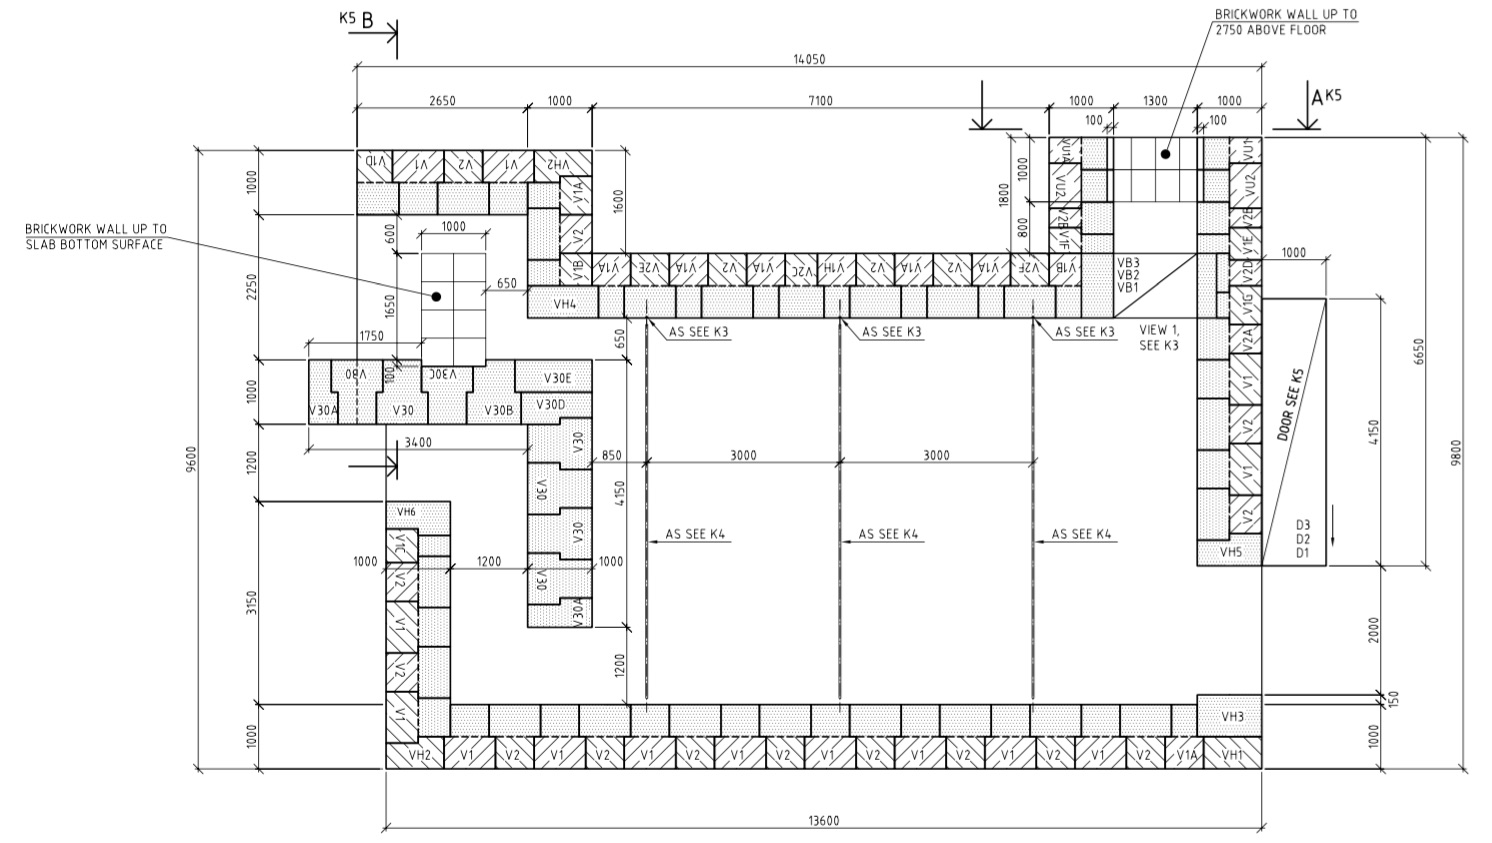 K5 B
BRICKWORK WALL UP TO
2750 ABOVE FLOOR
14050
A K5
2650
1000
7100
1000
1300
1000
100
100
V1D
V1
V2
V1
VH2
VU1A
VU1
1000
V1A
1600
1800
1000
VU2
VU2
9600
6650
9800
BRICKWORK WALL UP TO
SLAB BOTTOM SURFACE
600
1000
V2
V2B
V1F
800
V2B
V1E
1000
2250
650
V1B
V1A
V2E
V1A
V2
V1A
V2C
V1H
V2
V1A
V2
V1A
V2F
V1B
VB3
VB2
VB1
V2D
V1G
1650
VH4
AS SEE K3
AS SEE K3
AS SEE K3
VIEW 1,
SEE K3
V2A
1750
650
100
V30
V30C
V30E
V1
DOOR SEE K5
1000
V30A
V30
V30B
V30D
V2
4150
3400
850
3000
3000
V30
V1
1200
V30
4150
V2
VH6
V30
AS SEE K4
AS SEE K4
AS SEE K4
D3
D2
D1
V1C
VH5
1000
1200
1000
V2
V30
3150
V1
V30A
2000
V2
1200
V1
150
VH3
1000
1000
VH2
V1
V2
V1
V2
V1
V2
V1
V2
V1
V2
V1
V2
V1
V2
V1
V2
V1A
VH1
13600